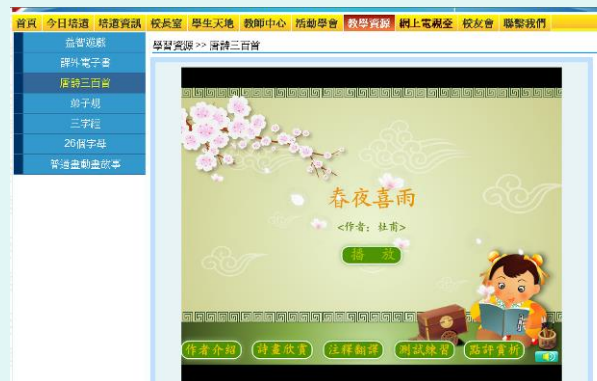 首頁 今日培道 培道資訊 校長室 學生天地 教師中心 活動學會 教學資源 網上電視臺 校友會 聯繫我們
益智遊戲
課外電子書
唐詩三百首
弟子規
三字經
26個字母
普通畫動畫故事
學習資源 >> 唐詩三百首
春夜喜雨
<作者：杜甫>
播 放
作者介紹 詩畫欣賞 注釋翻譯 測試練習 點評賞析